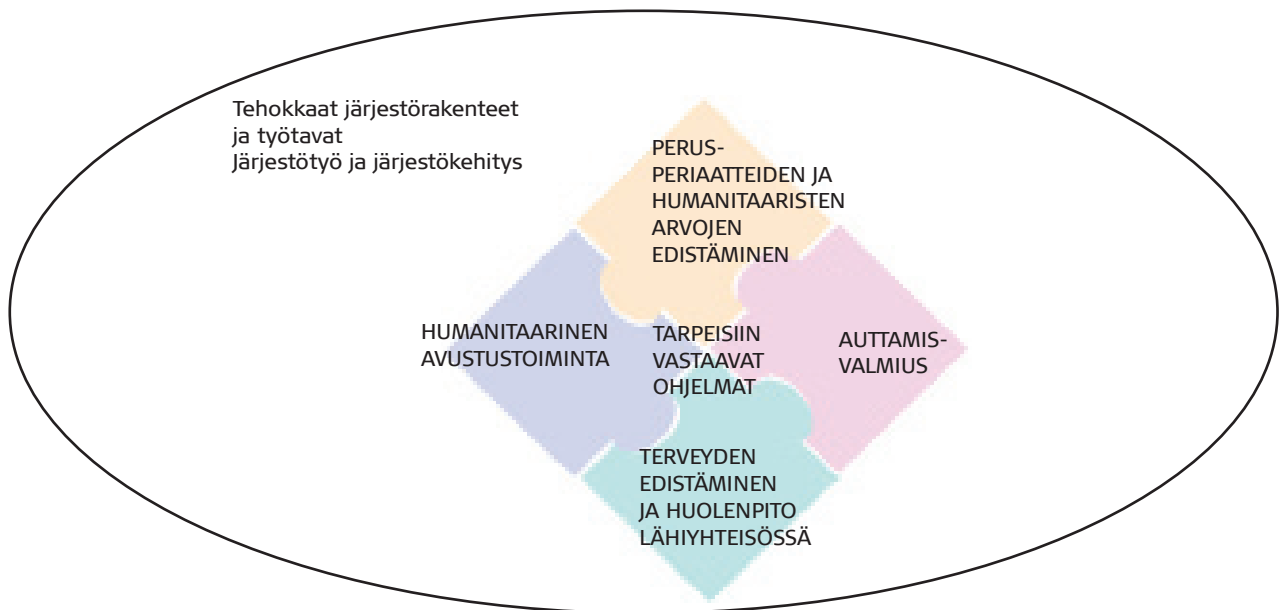 Tehokkaat järjestörakenteet
ja työtavat
Järjestötyö ja järjestökehitys
PERUS-
PERIAATTEIDEN JA
HUMANITAARISTEN
ARVOJEN
EDISTÄMINEN
HUMANITAARINEN
AVUSTUSTOIMINTA
TARPEISIIN
VASTAAVAT
OHJELMAT
AUTTAMIS-
VALMIUS
TERVEYDEN
EDISTÄMINEN
JA HUOLENPITO
LÄHIYHTEISÖSSÄ